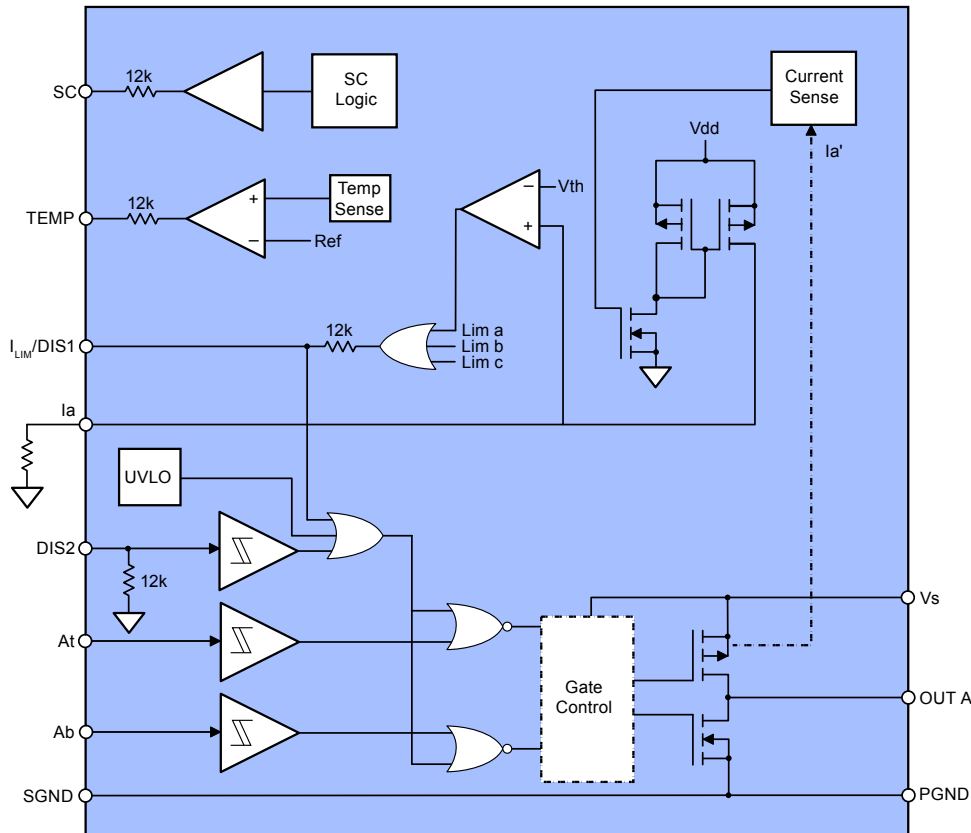 SC
12k
SC
Logic
Current
Sense
Ia'
Vdd
TEMP
12k
+
−
Temp
Sense
Ref
−
+
Vth
I_LIM/DIS1
12k
Lim a
Lim b
Lim c
Ia
UVLO
DIS2
12k
At
Ab
Gate
Control
Vs
OUT A
SGND
PGND